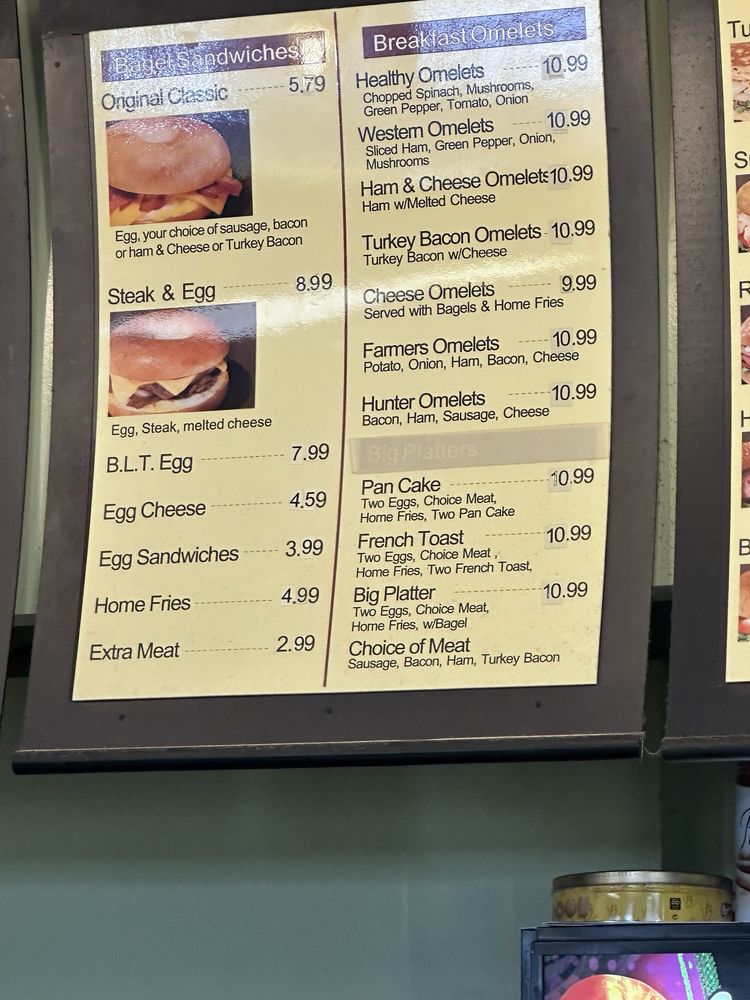 Bagel Sandwiches
Original Classic 5.79
Egg, your choice of sausage, bacon
or ham & Cheese or Turkey Bacon
Steak & Egg 8.99
Egg, Steak, melted cheese
B.L.T. Egg 7.99
Egg Cheese 4.59
Egg Sandwiches 3.99
Home Fries 4.99
Extra Meat 2.99
Breakfast Omelets
Healthy Omelets 10.99
Chopped Spinach, Mushrooms,
Green Pepper, Tomato, Onion
Western Omelets 10.99
Sliced Ham, Green Pepper, Onion,
Mushrooms
Ham & Cheese Omelets 10.99
Ham w/Melted Cheese
Turkey Bacon Omelets 10.99
Turkey Bacon w/Cheese
Cheese Omelets 9.99
Served with Bagels & Home Fries
Farmers Omelets 10.99
Potato, Onion, Ham, Bacon, Cheese
Hunter Omelets 10.99
Bacon, Ham, Sausage, Cheese
Big Platters
Pan Cake 10.99
Two Eggs, Choice Meat,
Home Fries, Two Pan Cake
French Toast 10.99
Two Eggs, Choice Meat ,
Home Fries, Two French Toast,
Big Platter 10.99
Two Eggs, Choice Meat,
Home Fries, w/Bagel
Choice of Meat
Sausage, Bacon, Ham, Turkey Bacon